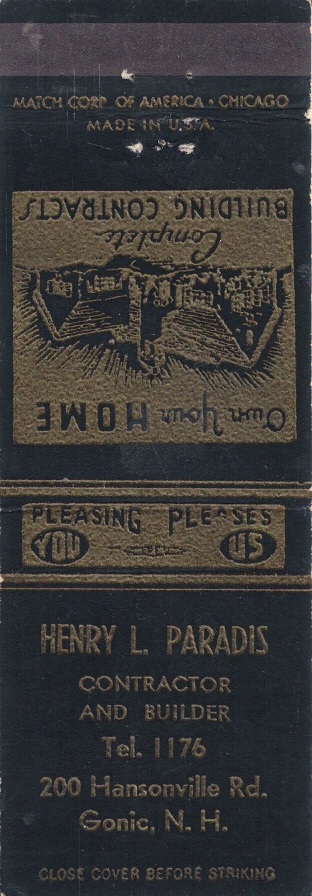 MATCH CORP. OF AMERICA • CHICAGO
MADE IN U.S.A.
Own Your HOME
Complete
BUILDING CONTRACTS
PLEASING PLEASES
YOU US
HENRY L. PARADIS
CONTRACTOR
AND BUILDER
Tel. 1176
200 Hansonville Rd.
Gonic, N. H.
CLOSE COVER BEFORE STRIKING